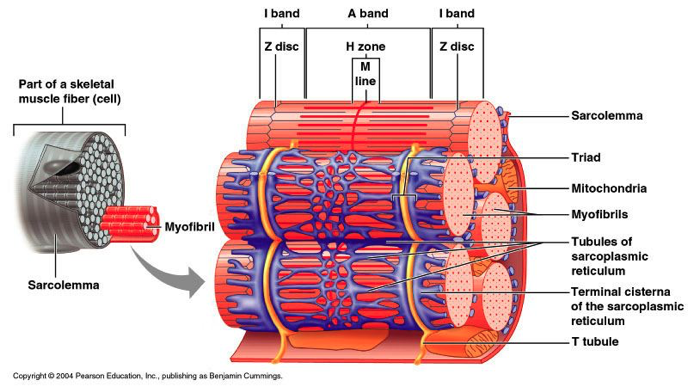 I band
A band
I band
Z disc
H zone
Z disc
M
line
Part of a skeletal
muscle fiber (cell)
Sarcolemma
Triad
Mitochondria
Myofibrils
Myofibril
Tubules of
sarcoplasmic
reticulum
Sarcolemma
Terminal cisterna
of the sarcoplasmic
reticulum
T tubule
Copyright © 2004 Pearson Education, Inc., publishing as Benjamin Cummings.